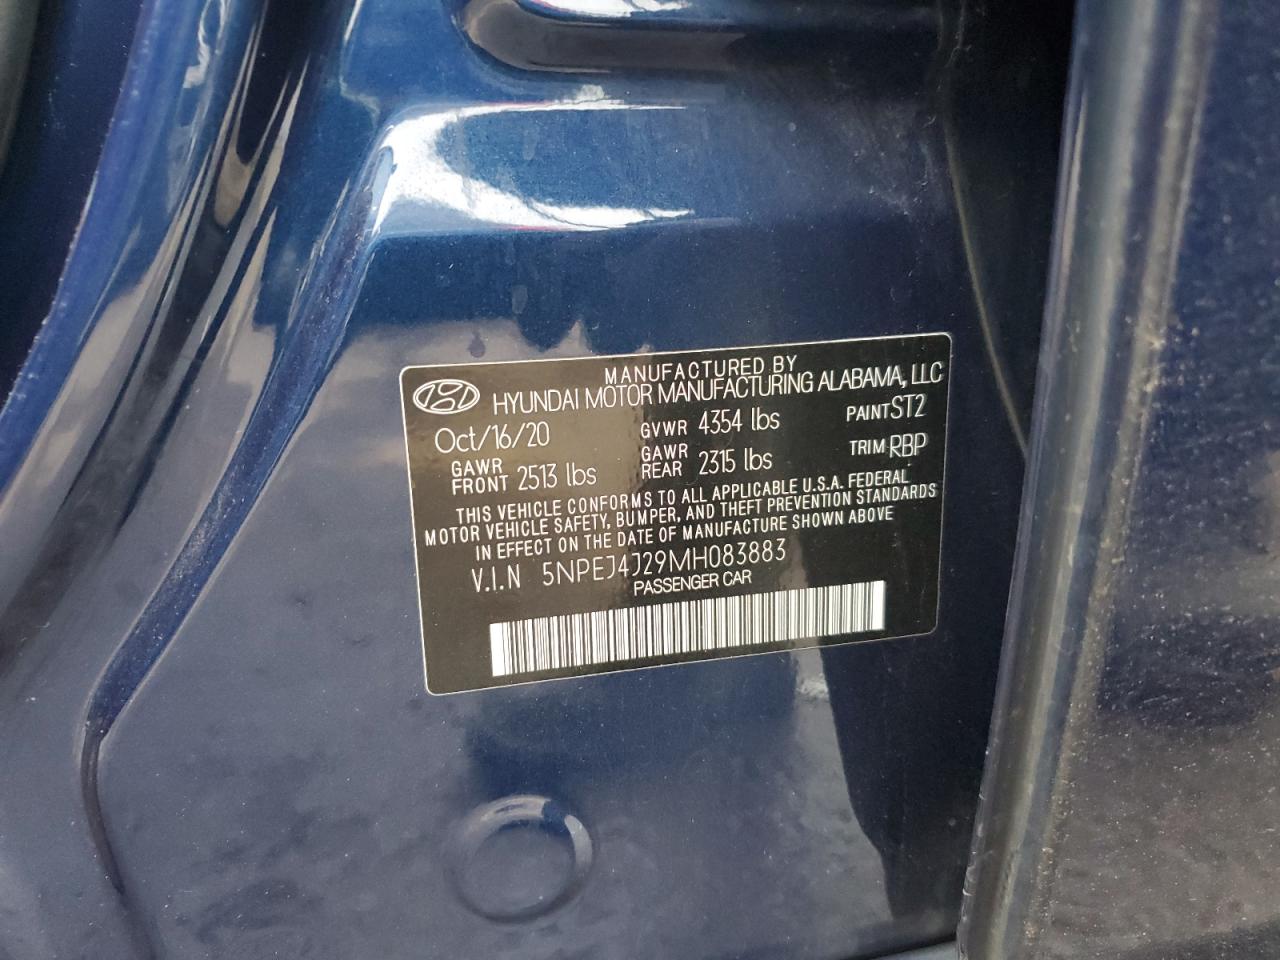 MANUFACTURED BY
HYUNDAI MOTOR MANUFACTURING ALABAMA, LLC
Oct/16/20 GVWR 4354 lbs PAINT ST2
GAWR FRONT 2513 lbs GAWR REAR 2315 lbs TRIM RBP
THIS VEHICLE CONFORMS TO ALL APPLICABLE U.S.A. FEDERAL
MOTOR VEHICLE SAFETY, BUMPER, AND THEFT PREVENTION STANDARDS
IN EFFECT ON THE DATE OF MANUFACTURE SHOWN ABOVE
V.I.N 5NPEJ4J29MH083883
PASSENGER CAR